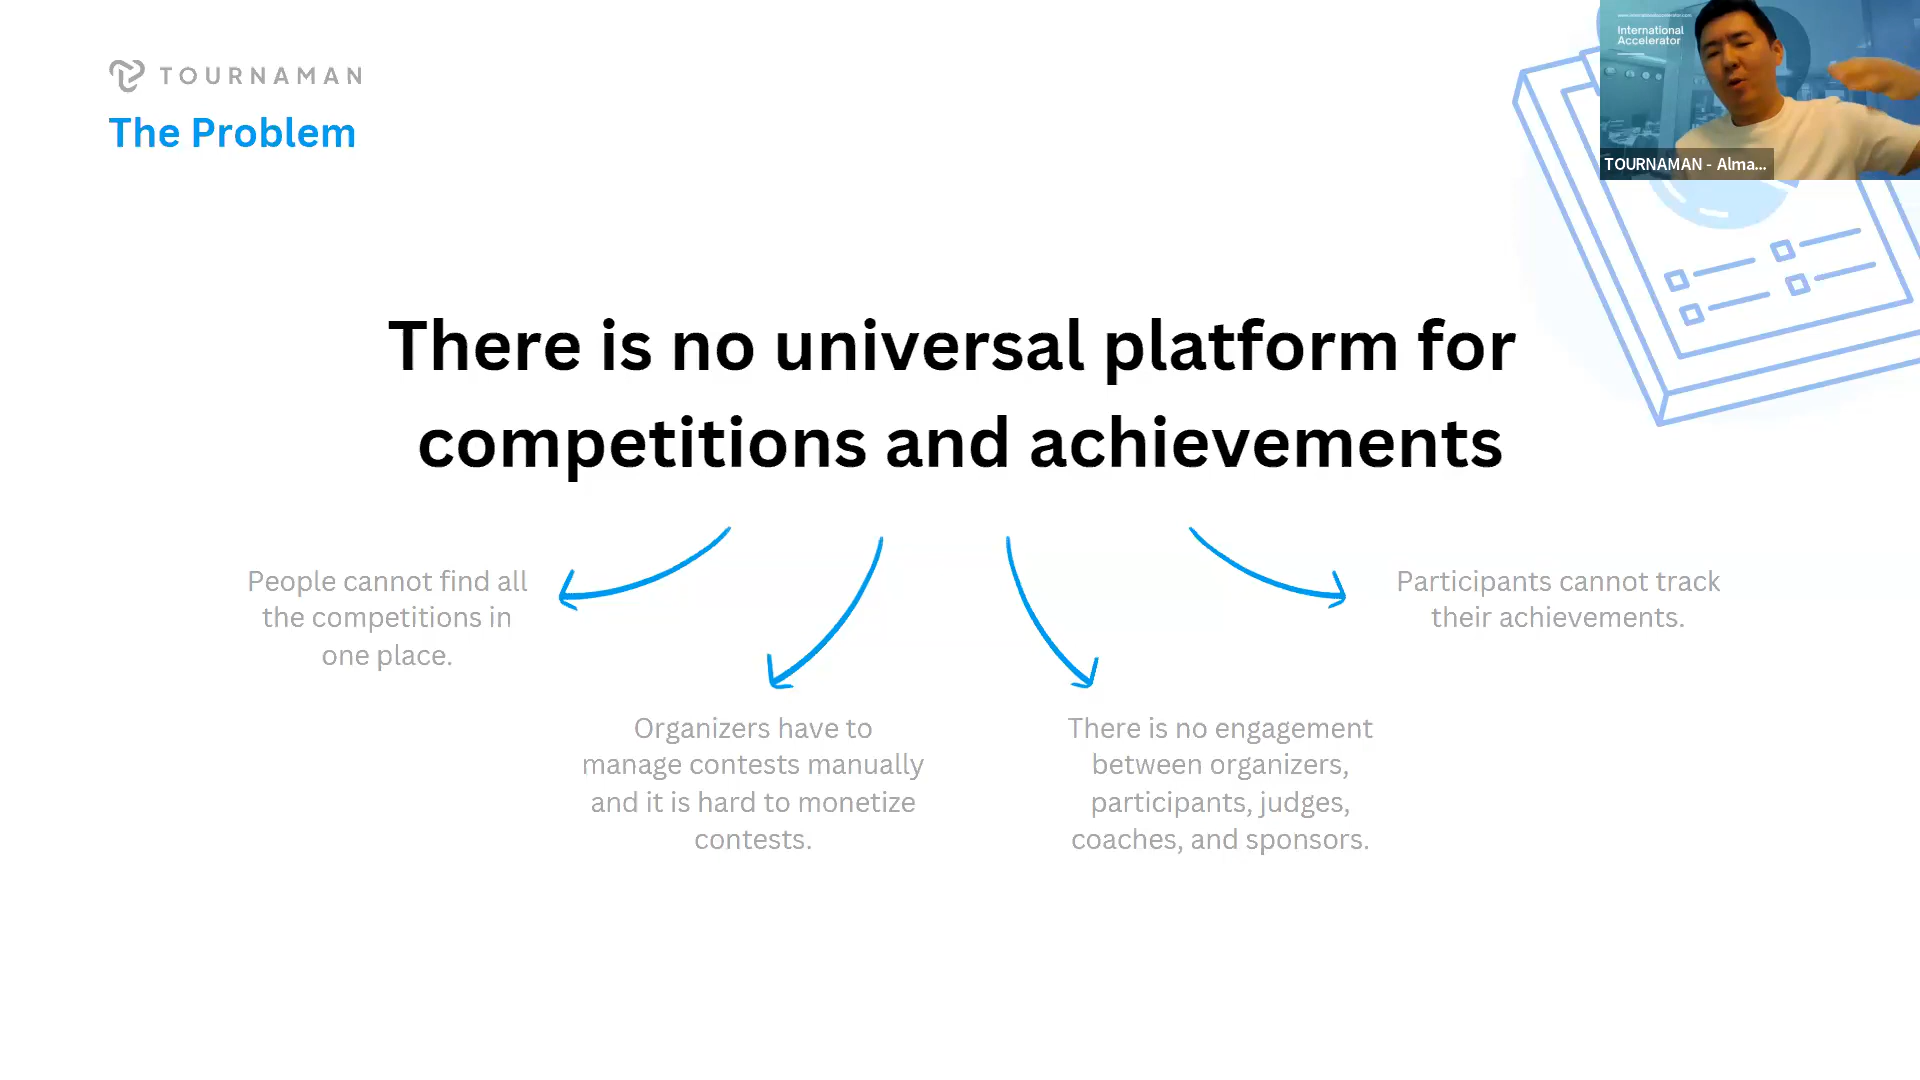 TOURNAMAN
The Problem
International
Accelerator
TOURNAMAN - Alma...
There is no universal platform for
competitions and achievements
People cannot find all
the competitions in
one place.
Organizers have to
manage contests manually
and it is hard to monetize
contests.
There is no engagement
between organizers,
participants, judges,
coaches, and sponsors.
Participants cannot track
their achievements.